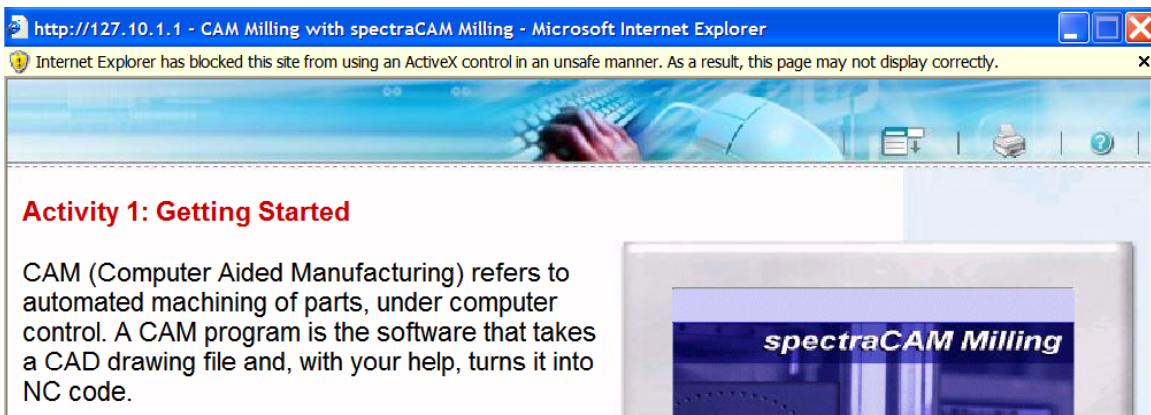 http://127.10.1.1 - CAM Milling with spectraCAM Milling - Microsoft Internet Explorer
Internet Explorer has blocked this site from using an ActiveX control in an unsafe manner. As a result, this page may not display correctly.
Activity 1: Getting Started
CAM (Computer Aided Manufacturing) refers to
automated machining of parts, under computer
control. A CAM program is the software that takes
a CAD drawing file and, with your help, turns it into
NC code.
spectraCAM Milling